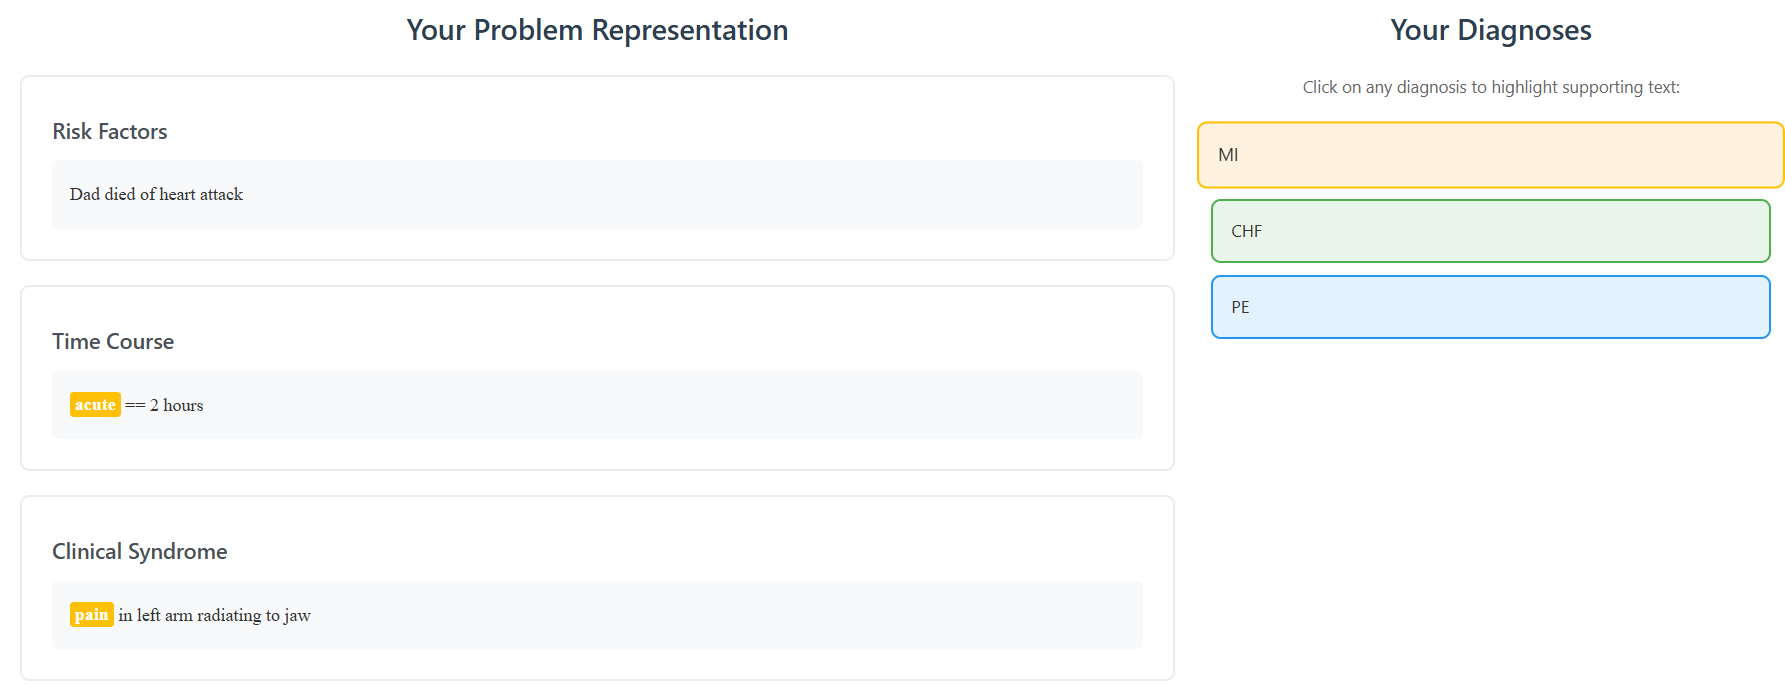 Your Problem Representation
Risk Factors
Dad died of heart attack
Time Course
acute == 2 hours
Clinical Syndrome
pain in left arm radiating to jaw
Your Diagnoses
Click on any diagnosis to highlight supporting text:
MI
CHF
PE